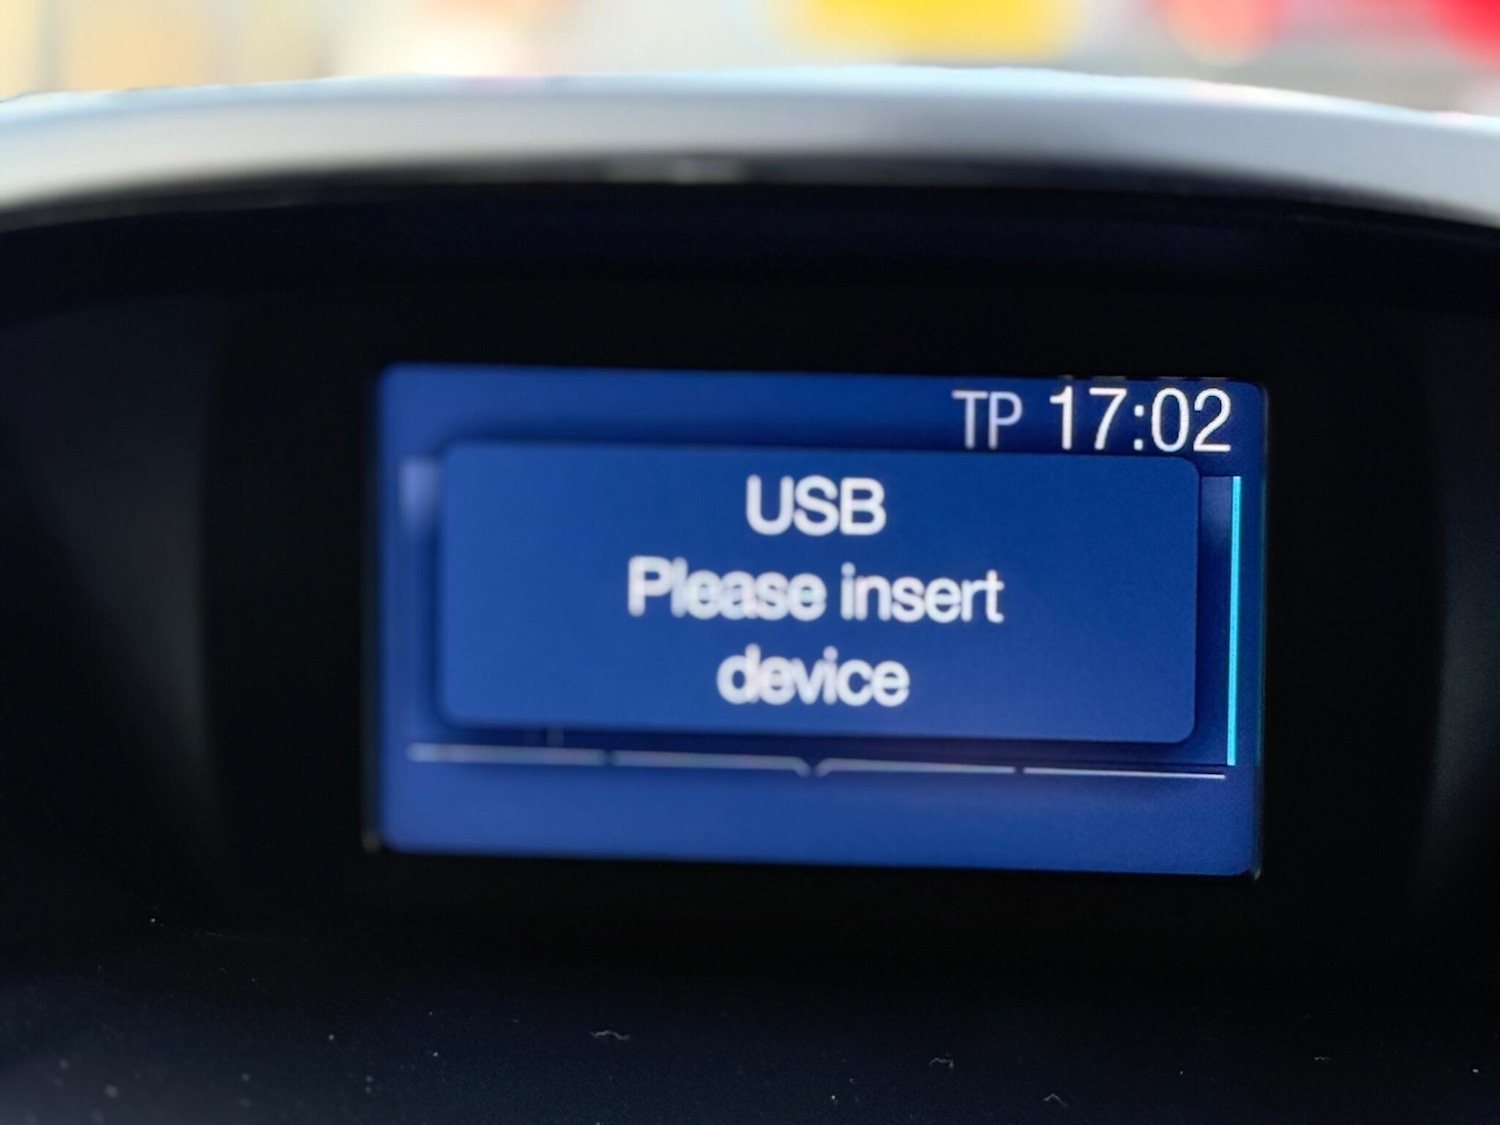 TP 17:02
USB
Please insert
device